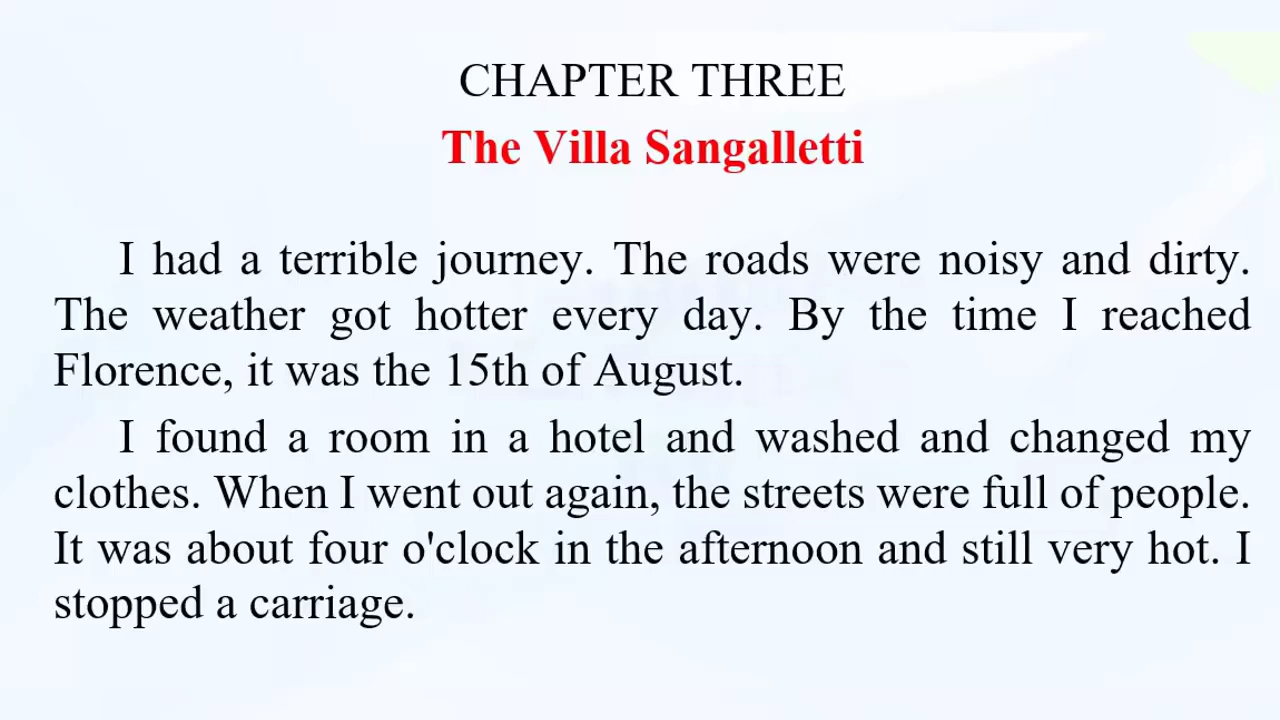 CHAPTER THREE
The Villa Sangalletti
I had a terrible journey. The roads were noisy and dirty.
The weather got hotter every day. By the time I reached
Florence, it was the 15th of August.
I found a room in a hotel and washed and changed my
clothes. When I went out again, the streets were full of people.
It was about four o'clock in the afternoon and still very hot. I
stopped a carriage.